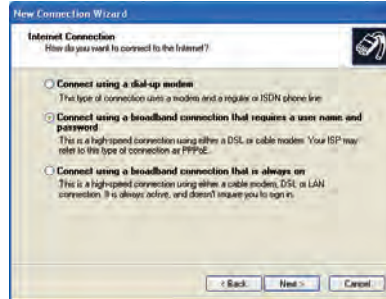 New Connection Wizard
Internet Connection
How do you want to connect to the Internet?
Connect using a dial-up modem
This type of connection uses a modem and a regular or ISDN phone line.
Connect using a broadband connection that requires a user name and
password
This is a high-speed connection using either a DSL or cable modem. Your ISP may
refer to this type of connection as PPPoE.
Connect using a broadband connection that is always on
This is a high-speed connection using either a cable modem, DSL or LAN
connection. It is always active, and doesn't require you to sign in.
< Back Next > Cancel